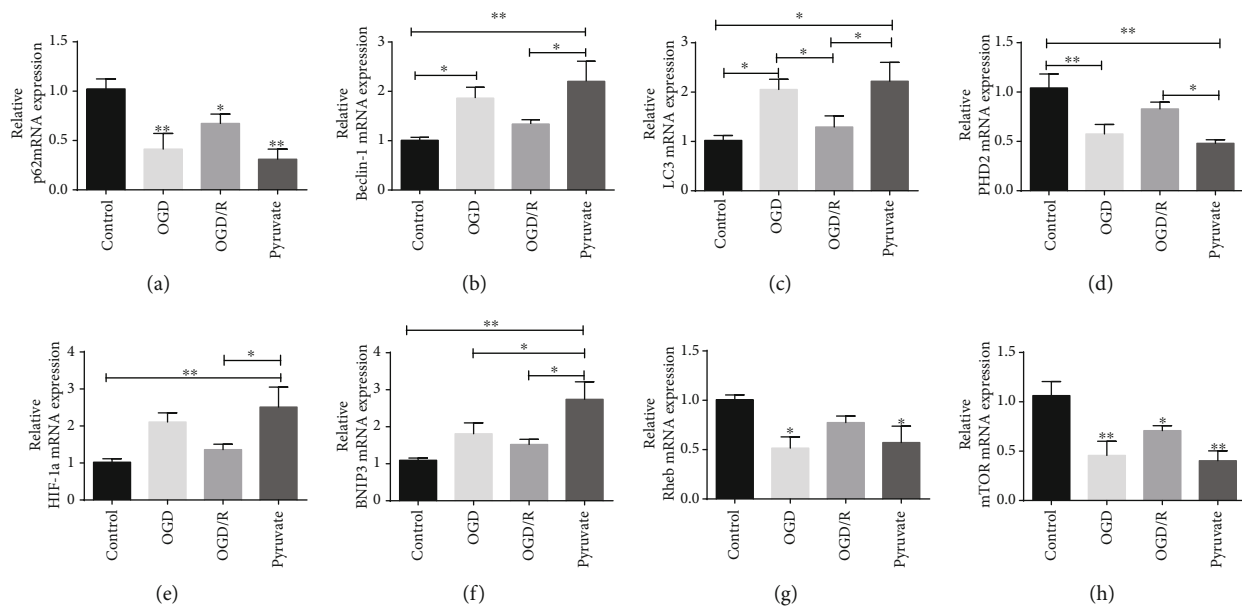 Relative
p62mRNA expression
1.5
1.0
0.5
0.0
**
*
**
Control
OGD
OGD/R
Pyruvate
(a)
Relative
Beclin-1 mRNA expression
3
2
1
0
**
*
*
Control
OGD
OGD/R
Pyruvate
(b)
Relative
LC3 mRNA expression
3
2
1
0
*
*
*
*
Control
OGD
OGD/R
Pyruvate
(c)
Relative
PHD2 mRNA expression
1.5
1.0
0.5
0.0
**
**
*
Control
OGD
OGD/R
Pyruvate
(d)
Relative
HIF-1a mRNA expression
4
3
2
1
0
*
**
Control
OGD
OGD/R
Pyruvate
(e)
Relative
BNIP3 mRNA expression
4
3
2
1
0
**
*
*
Control
OGD
OGD/R
Pyruvate
(f)
Relative
Rheb mRNA expression
1.5
1.0
0.5
0.0
*
*
Control
OGD
OGD/R
Pyruvate
(g)
Relative
mTOR mRNA expression
1.5
1.0
0.5
0.0
**
*
**
Control
OGD
OGD/R
Pyruvate
(h)